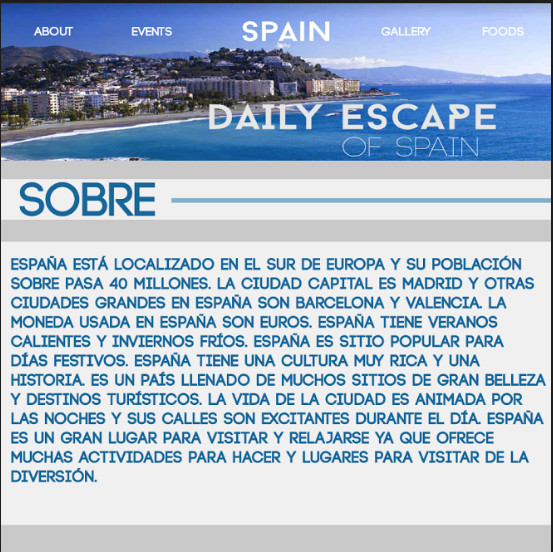 ABOUT EVENTS SPAIN GALLERY FOODS
DAILY ESCAPE
OF SPAIN
SOBRE
ESPAÑA ESTÁ LOCALIZADO EN EL SUR DE EUROPA Y SU POBLACIÓN
SOBRE PASA 40 MILLONES. LA CIUDAD CAPITAL ES MADRID Y OTRAS
CIUDADES GRANDES EN ESPAÑA SON BARCELONA Y VALENCIA. LA
MONEDA USADA EN ESPAÑA SON EUROS. ESPAÑA TIENE VERANOS
CALIENTES Y INVIERNOS FRÍOS. ESPAÑA ES SITIO POPULAR PARA
DÍAS FESTIVOS. ESPAÑA TIENE UNA CULTURA MUY RICA Y UNA
HISTORIA. ES UN PAÍS LLENADO DE MUCHOS SITIOS DE GRAN BELLEZA
Y DESTINOS TURÍSTICOS. LA VIDA DE LA CIUDAD ES ANIMADA POR
LAS NOCHES Y SUS CALLES SON EXCITANTES DURANTE EL DÍA. ESPAÑA
ES UN GRAN LUGAR PARA VISITAR Y RELAJARSE YA QUE OFRECE
MUCHAS ACTIVIDADES PARA HACER Y LUGARES PARA VISITAR DE LA
DIVERSIÓN.